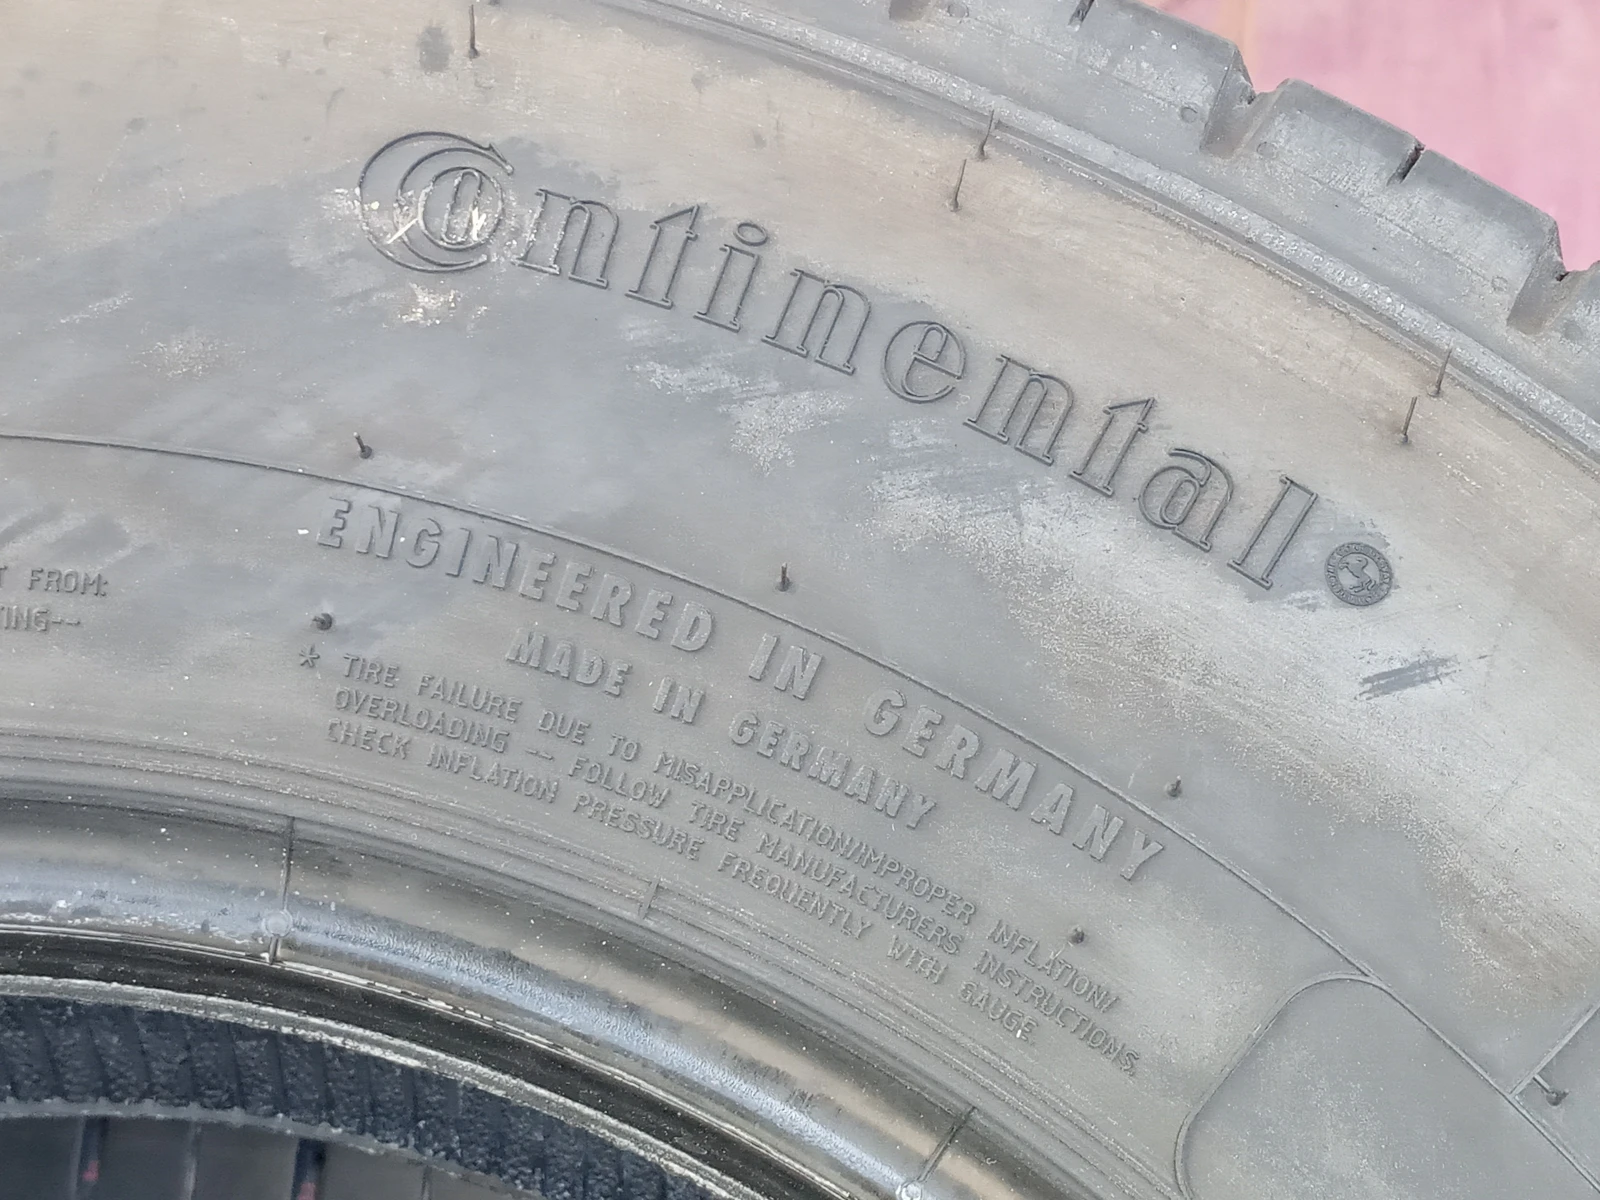 Continental
T FROM:
ENGINEERED IN GERMANY
MADE IN GERMANY
* TIRE FAILURE DUE TO MISAPPLICATION/IMPROPER INFLATION/
OVERLOADING -- FOLLOW TIRE MANUFACTURERS INSTRUCTIONS.
CHECK INFLATION PRESSURE FREQUENTLY WITH GAUGE.